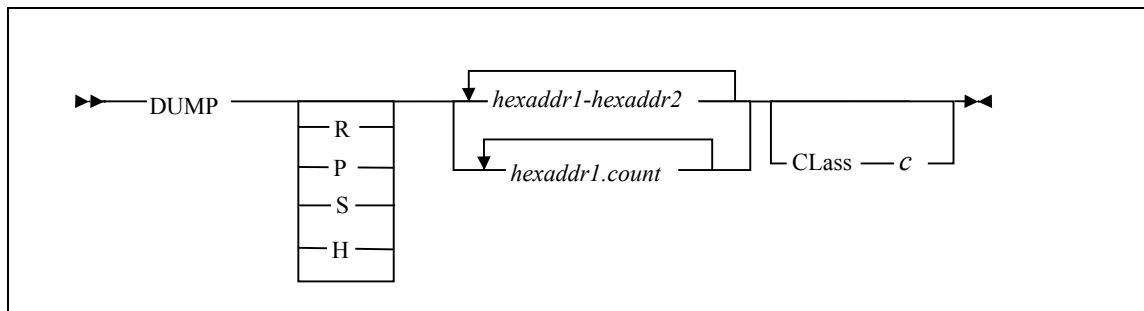 DUMP
R
P
S
H
hexaddr1-hexaddr2
hexaddr1.count
CLass c